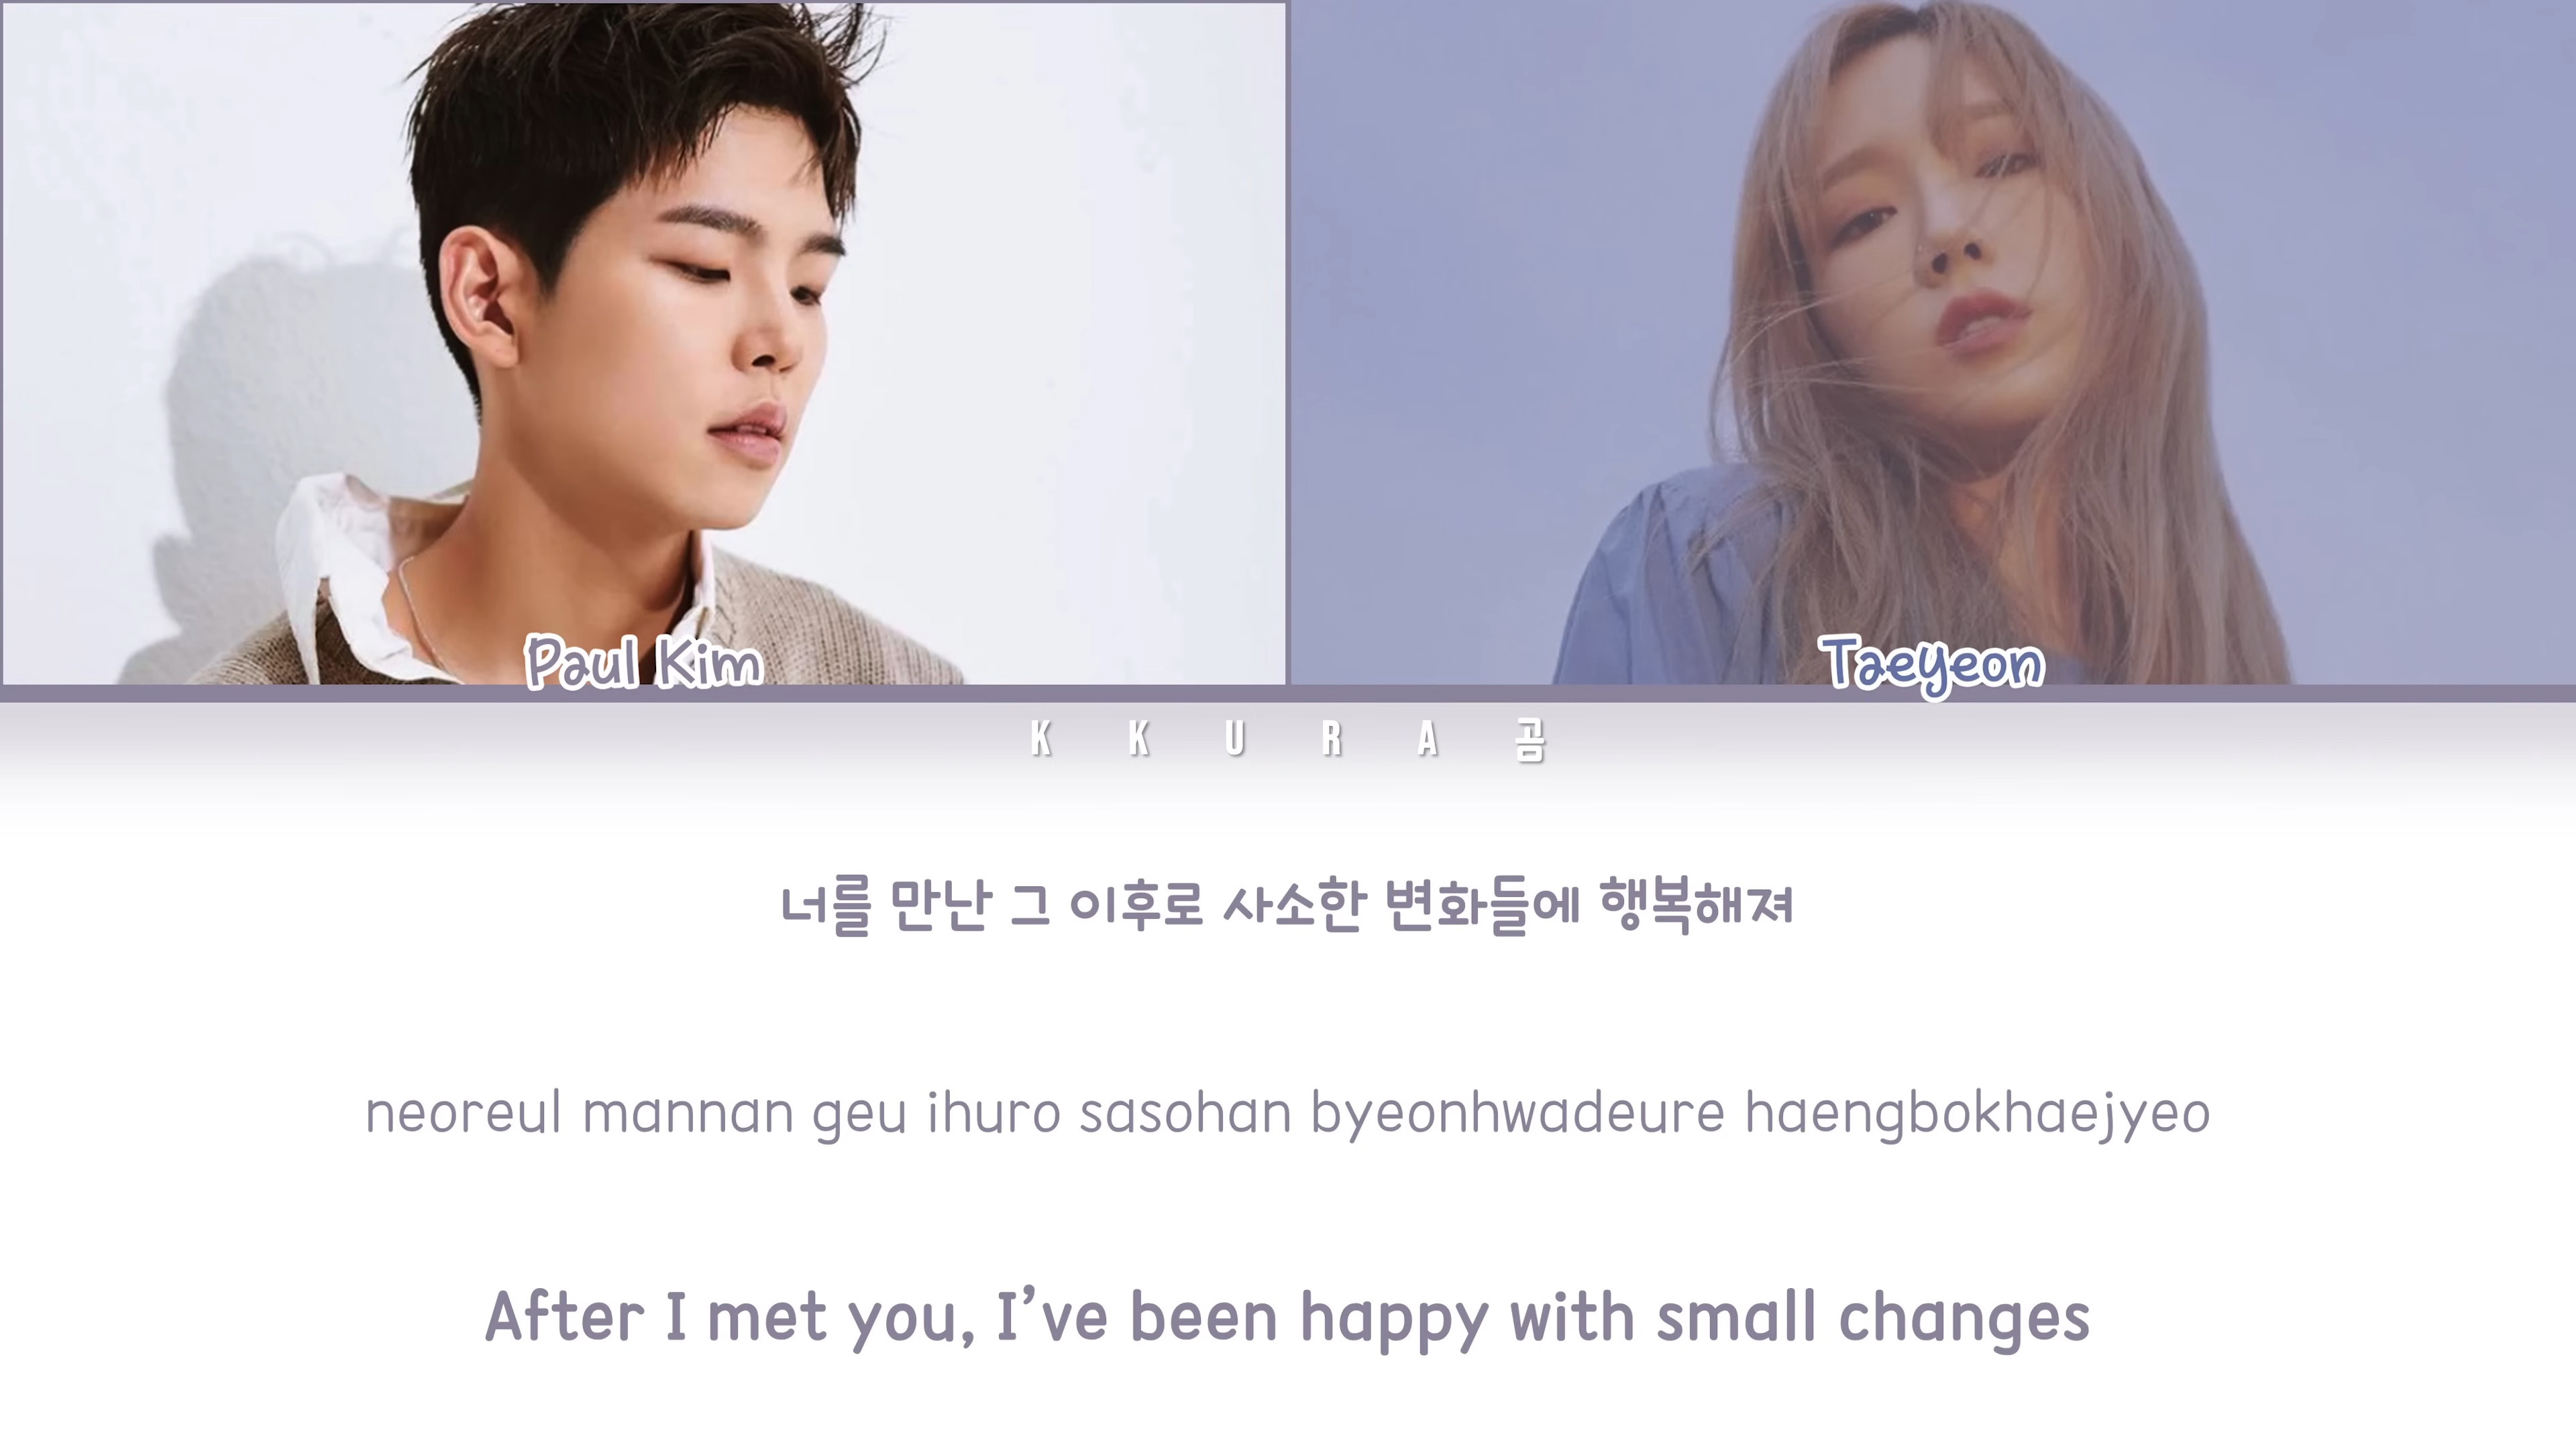 Paul Kim
Taeyeon
K K U R A 곰
너를 만난 그 이후로 사소한 변화들에 행복해져
neoreul mannan geu ihuro sasohan byeonhwadeure haengbokhaejyeo
After I met you, I've been happy with small changes